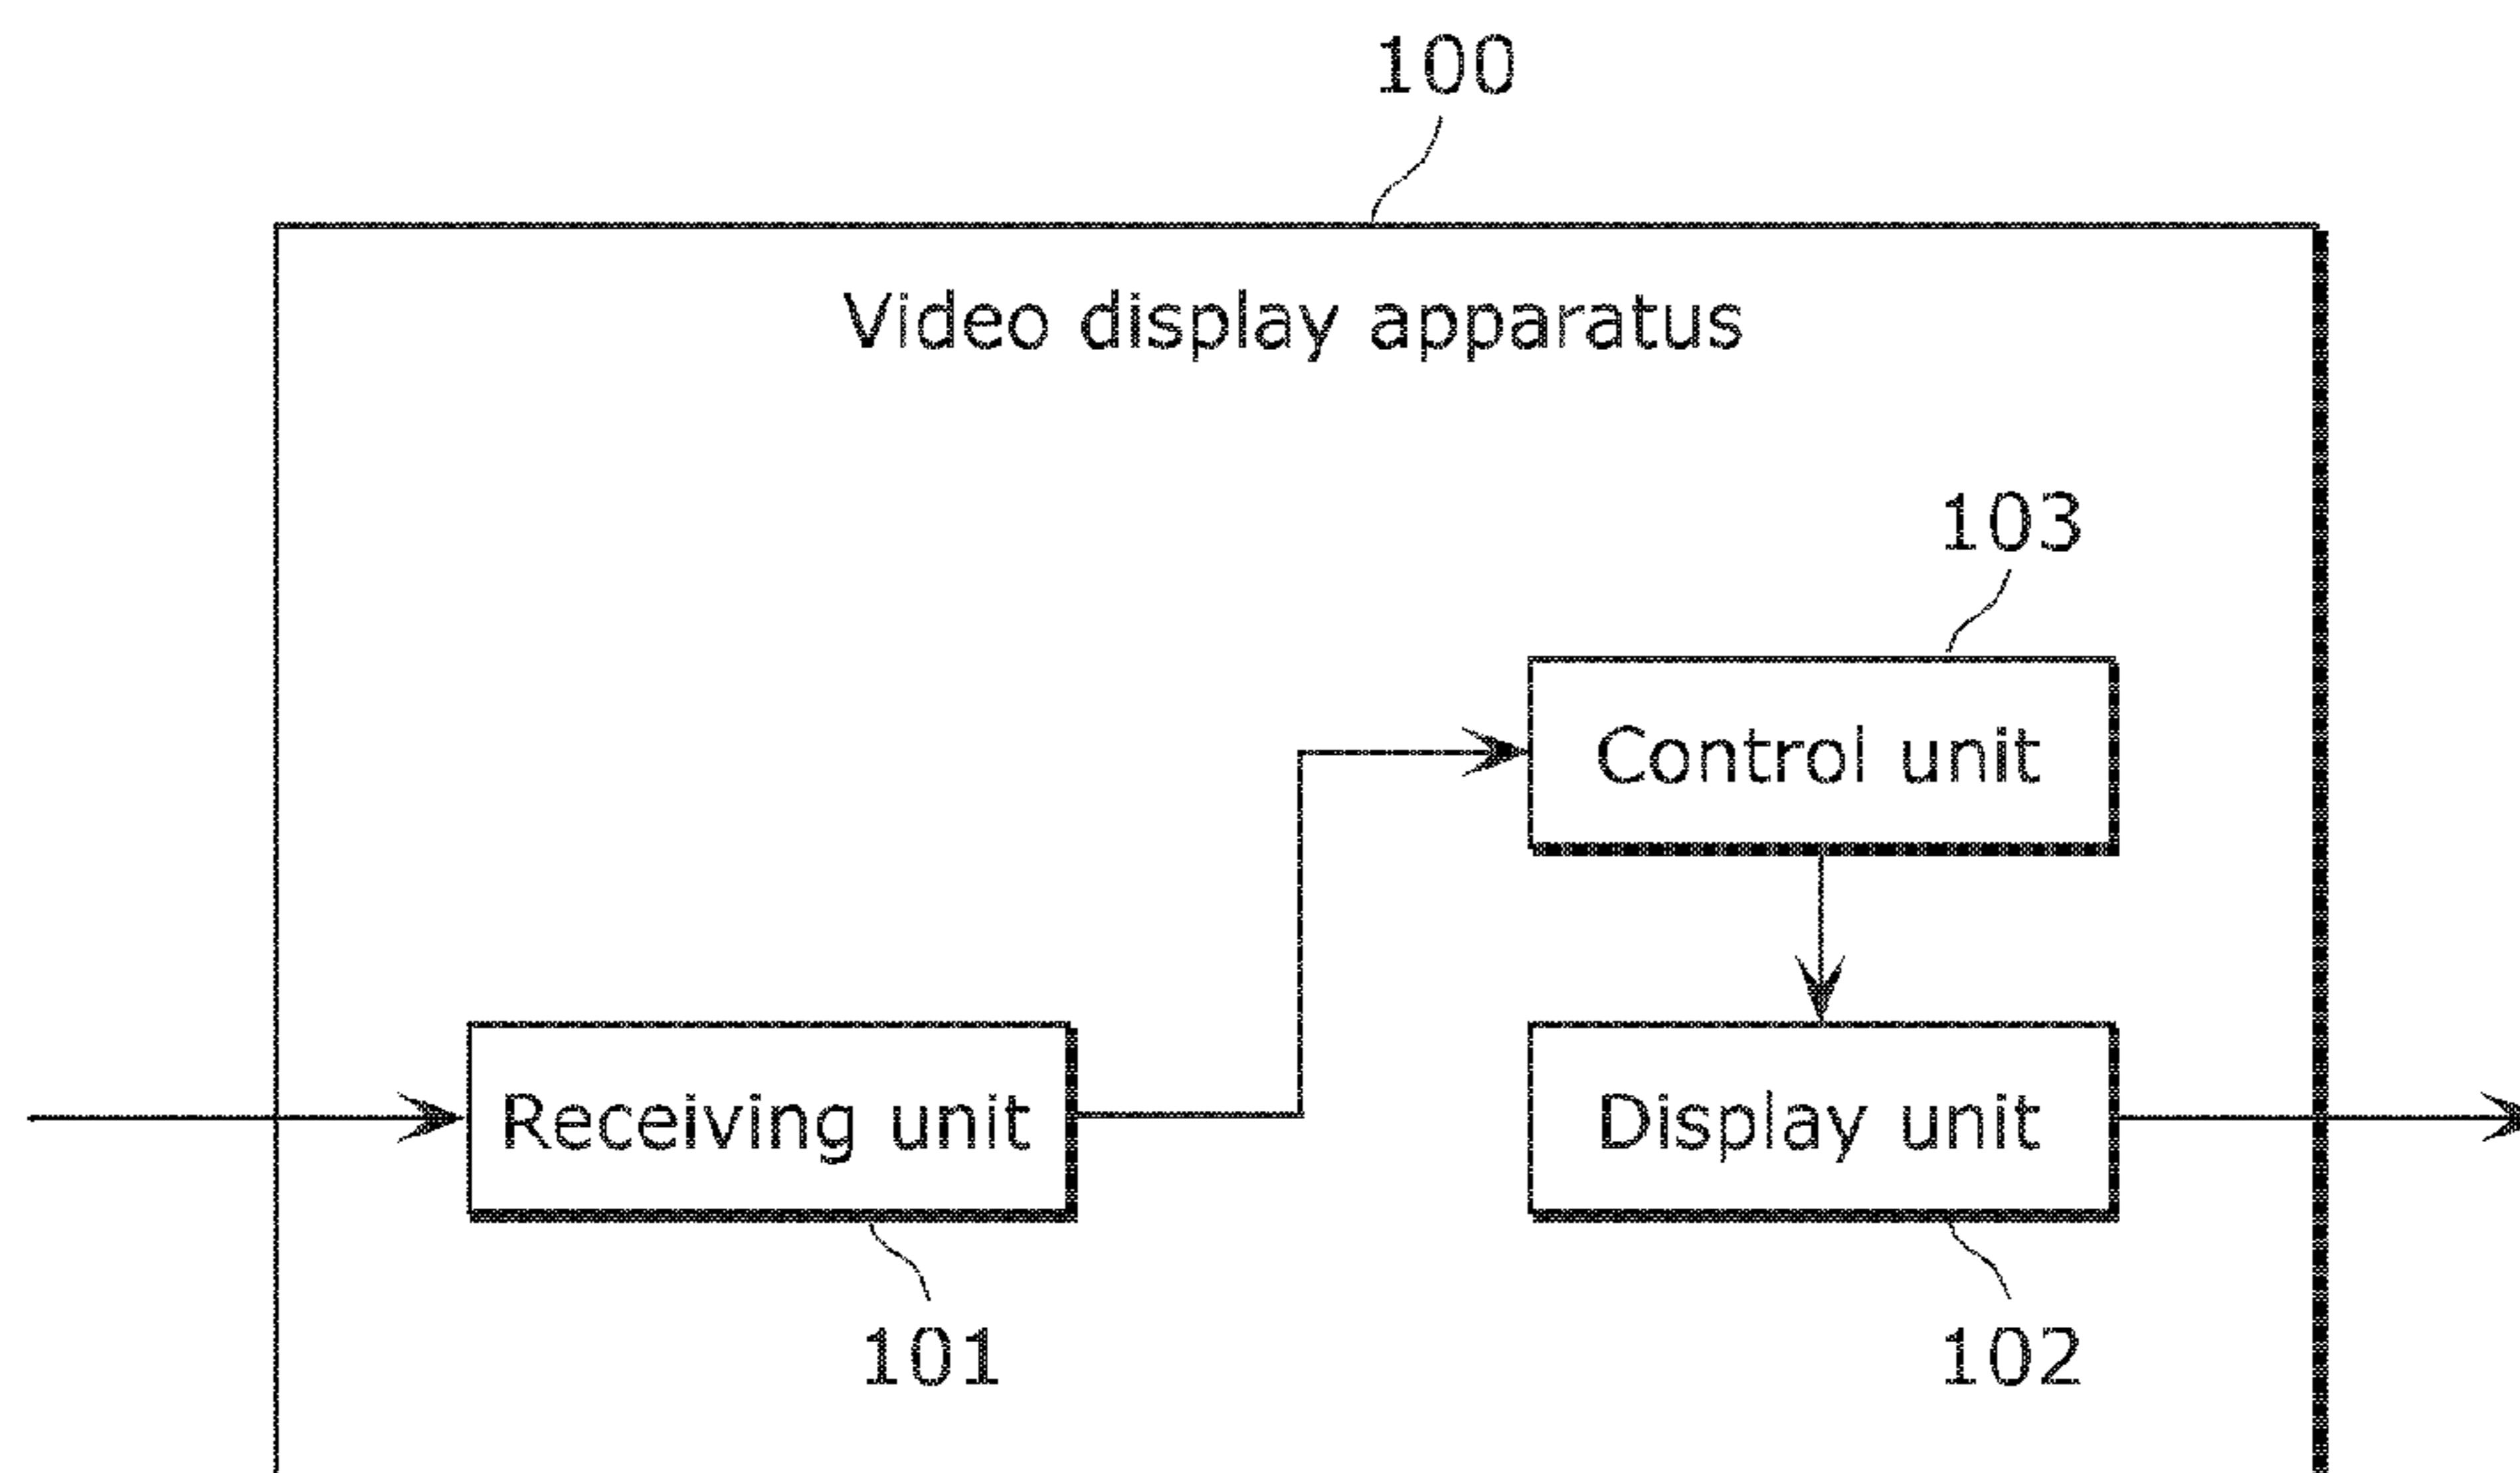 100
Video display apparatus
103
Control unit
Receiving unit
Display unit
101
102